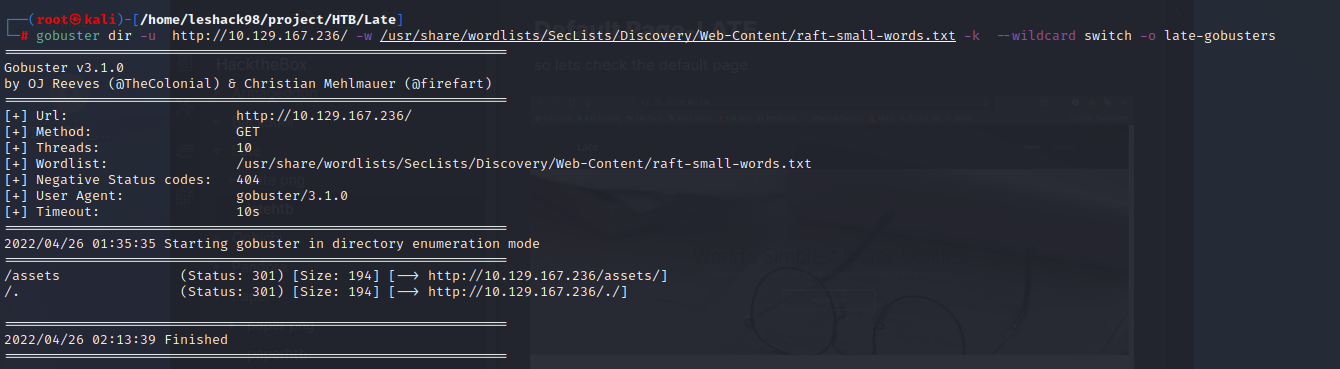 (root㉿kali)-[/home/leshack98/project/HTB/Late]
# gobuster dir -u  http://10.129.167.236/ -w /usr/share/wordlists/SecLists/Discovery/Web-Content/raft-small-words.txt -k  --wildcard switch -o late-gobusters
===============================================================
Gobuster v3.1.0
by OJ Reeves (@TheColonial) & Christian Mehlmauer (@firefart)
===============================================================
[+] Url:                     http://10.129.167.236/
[+] Method:                  GET
[+] Threads:                 10
[+] Wordlist:                /usr/share/wordlists/SecLists/Discovery/Web-Content/raft-small-words.txt
[+] Negative Status codes:   404
[+] User Agent:              gobuster/3.1.0
[+] Timeout:                 10s
===============================================================
2022/04/26 01:35:35 Starting gobuster in directory enumeration mode
===============================================================
/assets               (Status: 301) [Size: 194] [--> http://10.129.167.236/assets/]
/.                    (Status: 301) [Size: 194] [--> http://10.129.167.236/./]
===============================================================
2022/04/26 02:13:39 Finished
===============================================================
Default Page LATE
HacktheBox
so lets check the default page